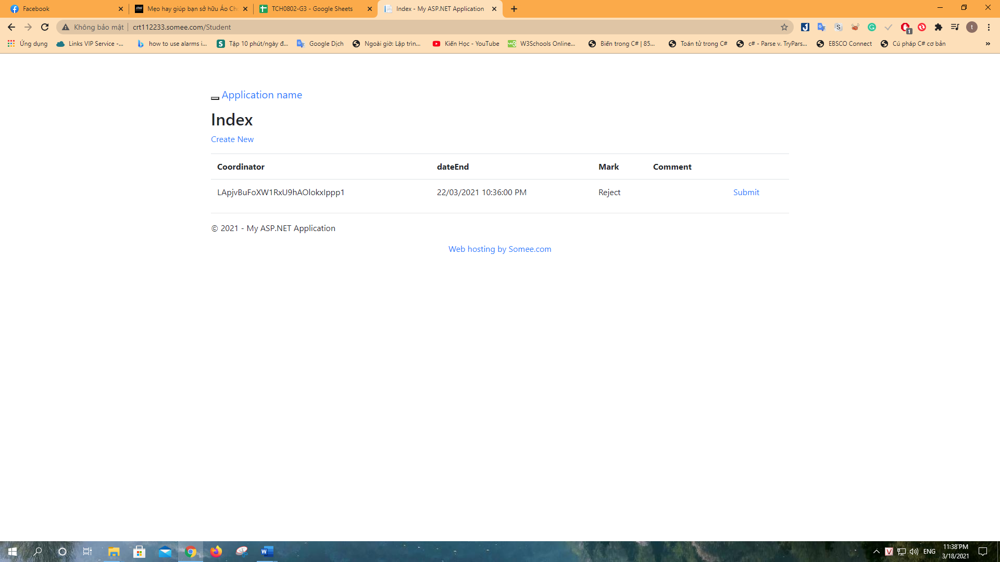 Facebook
Mẹo hay giúp bạn sở hữu Áo Ch
TCH0802-G3 - Google Sheets
Index - My ASP.NET Application
Không bảo mật
crt112233.somee.com/Student
1
t
Ứng dụng
Links VIP Service -...
how to use alarms i...
Tập 10 phút/ngày đ...
Google Dịch
Ngoài giờ: Lập trìn...
Kiến Học - YouTube
W3Schools Online...
Biến trong C# | 85...
Toán tử trong C#
c# - Parse v. TryPars...
EBSCO Connect
Cú pháp C# cơ bản
»
Application name
Index
Create New
Coordinator dateEnd Mark Comment
LApjvBuFoXW1RxU9hAOlokxIppp1 22/03/2021 10:36:00 PM Reject Submit
© 2021 - My ASP.NET Application
Web hosting by Somee.com
ENG
11:38 PM
3/18/2021